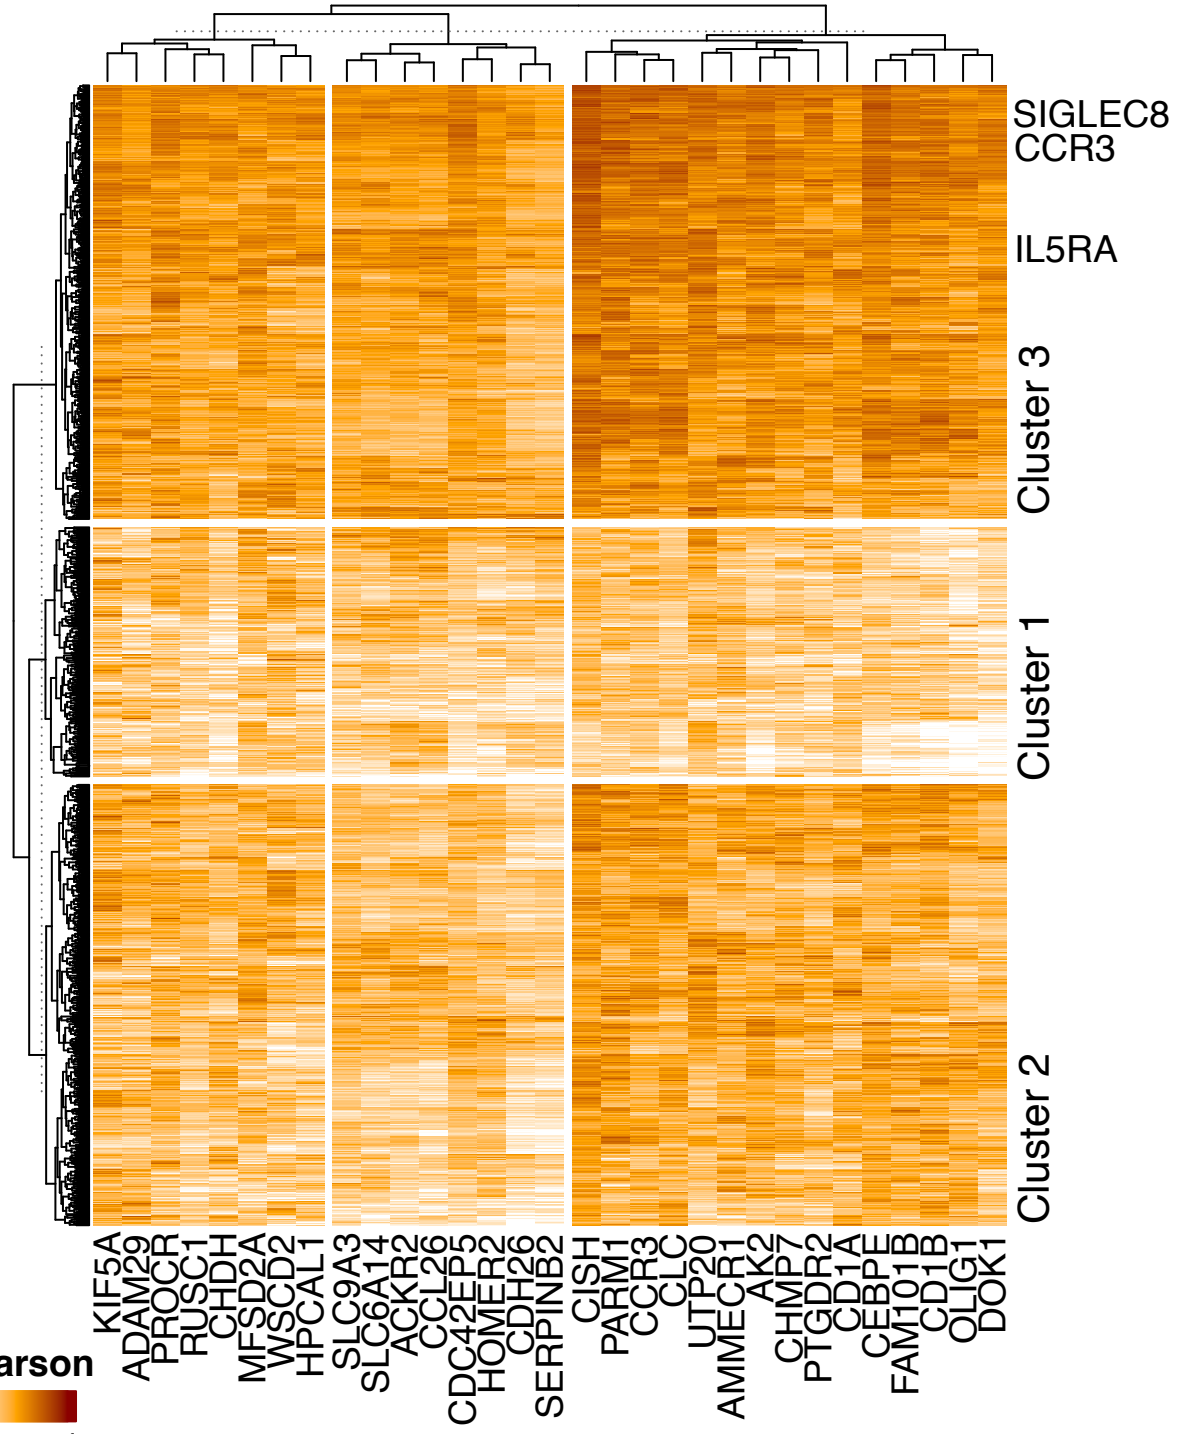 SIGLEC8
CCR3
IL5RA
Cluster 3
Cluster 1
Cluster 2
KIF5A
ADAM29
PROCR
RUSC1
CHDH
MFSD2A
WSCD2
HPCAL1
SLC9A3
SLC6A14
ACKR2
CCL26
CDC42EP5
HOMER2
CDH26
SERPINB2
CISH
PARM1
CCR3
CLC
UTP20
AMMECR1
AK2
CHMP7
PTGDR2
CD1A
CEBPE
FAM101B
CD1B
OLIG1
DOK1
arson